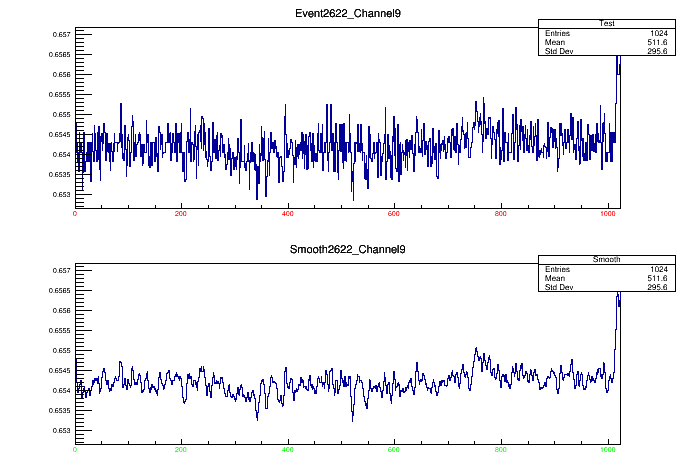 Event2622_Channel9
Test
Entries 1024
Mean 511.6
Std Dev 295.6
0.657
0.6565
0.656
0.6555
0.655
0.6545
0.654
0.6535
0.653
0 200 400 600 800 1000
Smooth2622_Channel9
Smooth
Entries 1024
Mean 511.6
Std Dev 295.6
0.657
0.6565
0.656
0.6555
0.655
0.6545
0.654
0.6535
0.653
0 200 400 600 800 1000